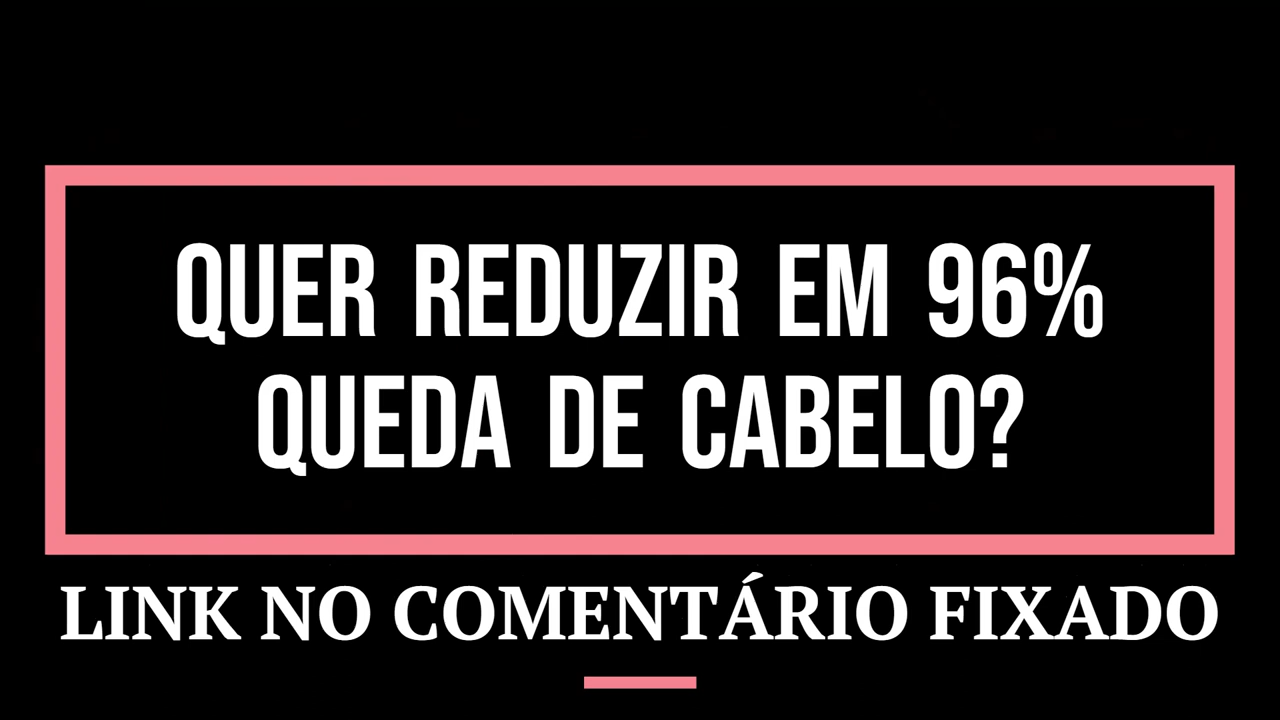 QUER REDUZIR EM 96%
QUEDA DE CABELO?
LINK NO COMENTÁRIO FIXADO